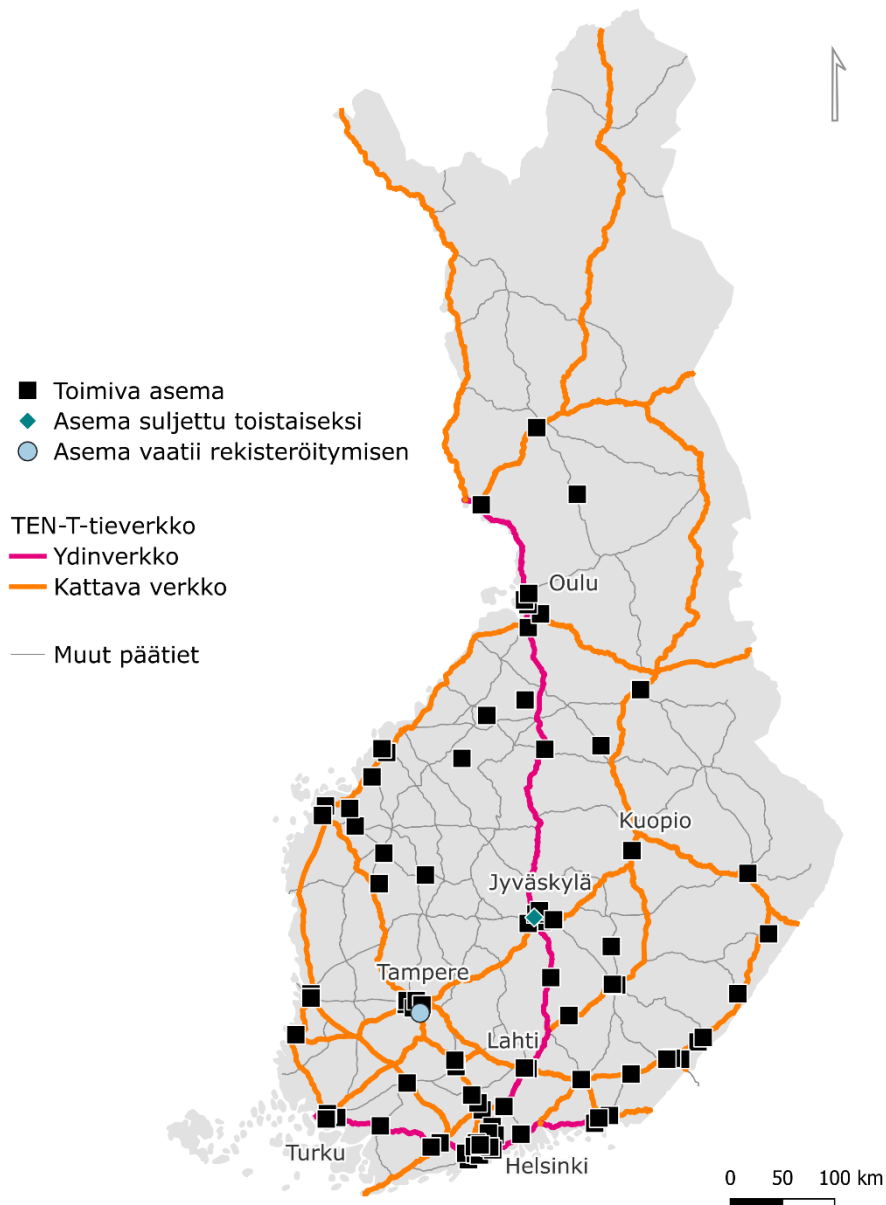 Toimiva asema
Asema suljettu toistaiseksi
Asema vaatii rekisteröitymisen
TEN-T-tieverkko
Ydinverkko
Kattava verkko
Muut päätiet
Oulu
Kuopio
Jyväskylä
Tampere
Lahti
Turku
Helsinki
0 50 100 km